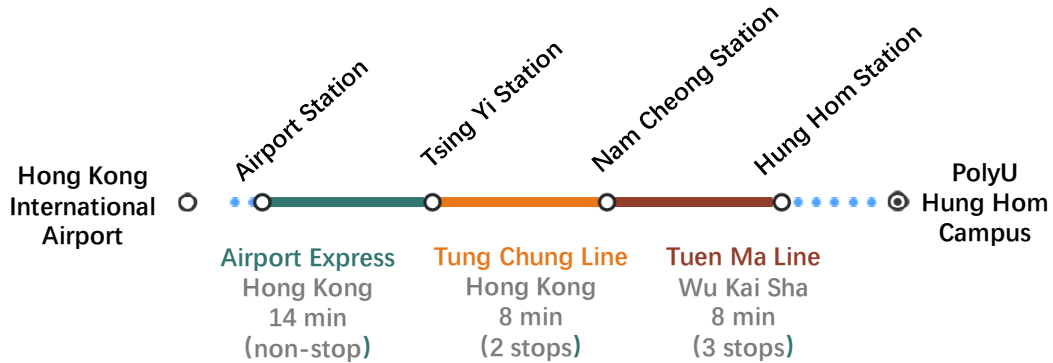 Airport Station
Tsing Yi Station
Nam Cheong Station
Hung Hom Station
Hong Kong
International
Airport
PolyU
Hung Hom
Campus
Airport Express
Hong Kong
14 min
(non-stop)
Tung Chung Line
Hong Kong
8 min
(2 stops)
Tuen Ma Line
Wu Kai Sha
8 min
(3 stops)